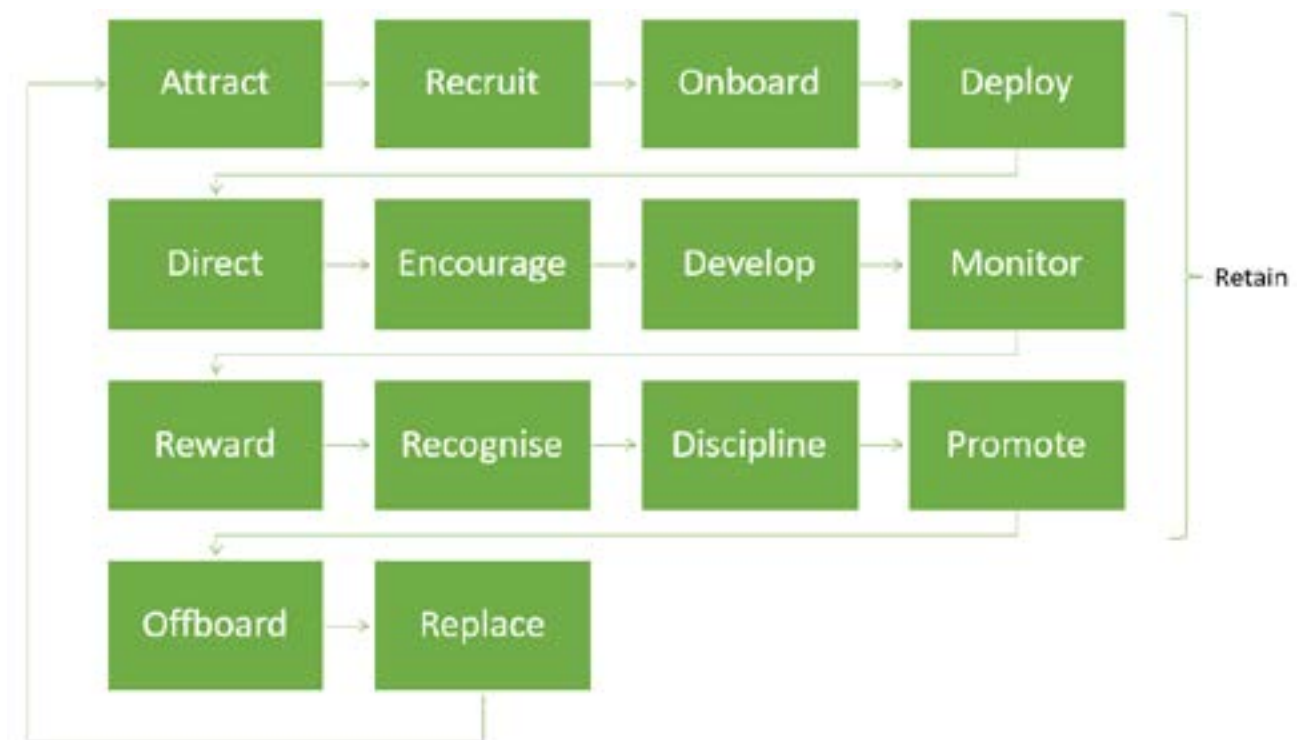 Attract
Recruit
Onboard
Deploy
Direct
Encourage
Develop
Monitor
Retain
Reward
Recognise
Discipline
Promote
Offboard
Replace